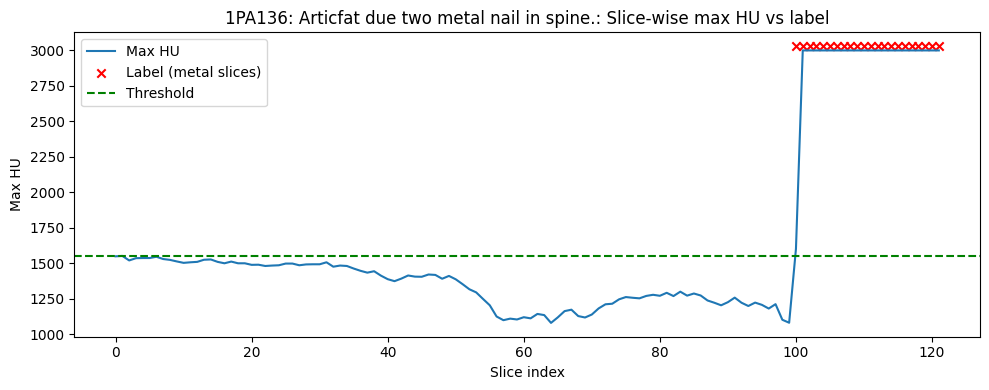 1PA136: Articfat due two metal nail in spine.: Slice-wise max HU vs label
Max HU
Label (metal slices)
Threshold
3000
2750
2500
2250
2000
1750
1500
1250
1000
Max HU
0
20
40
60
80
100
120
Slice index